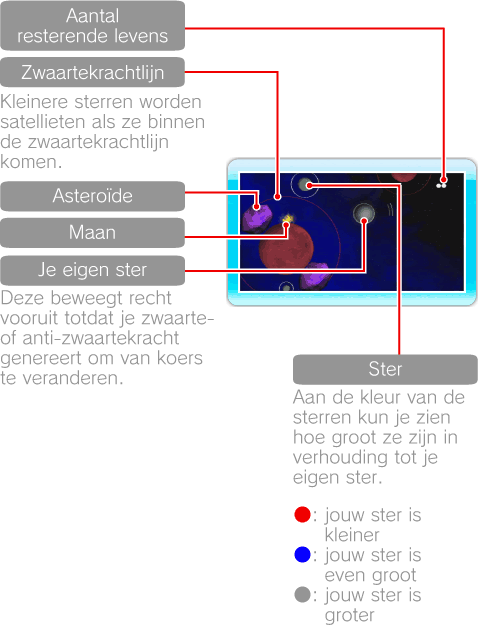 Aantal
resterende levens
Zwaartekrachtlijn
Kleinere sterren worden
satellieten als ze binnen
de zwaartekrachtlijn
komen.
Asteroïde
Maan
Je eigen ster
Deze beweegt recht
vooruit totdat je zwaarte-
of anti-zwaartekracht
genereert om van koers
te veranderen.
Ster
Aan de kleur van de
sterren kun je zien
hoe groot ze zijn in
verhouding tot je
eigen ster.
: jouw ster is
kleiner
: jouw ster is
even groot
: jouw ster is
groter